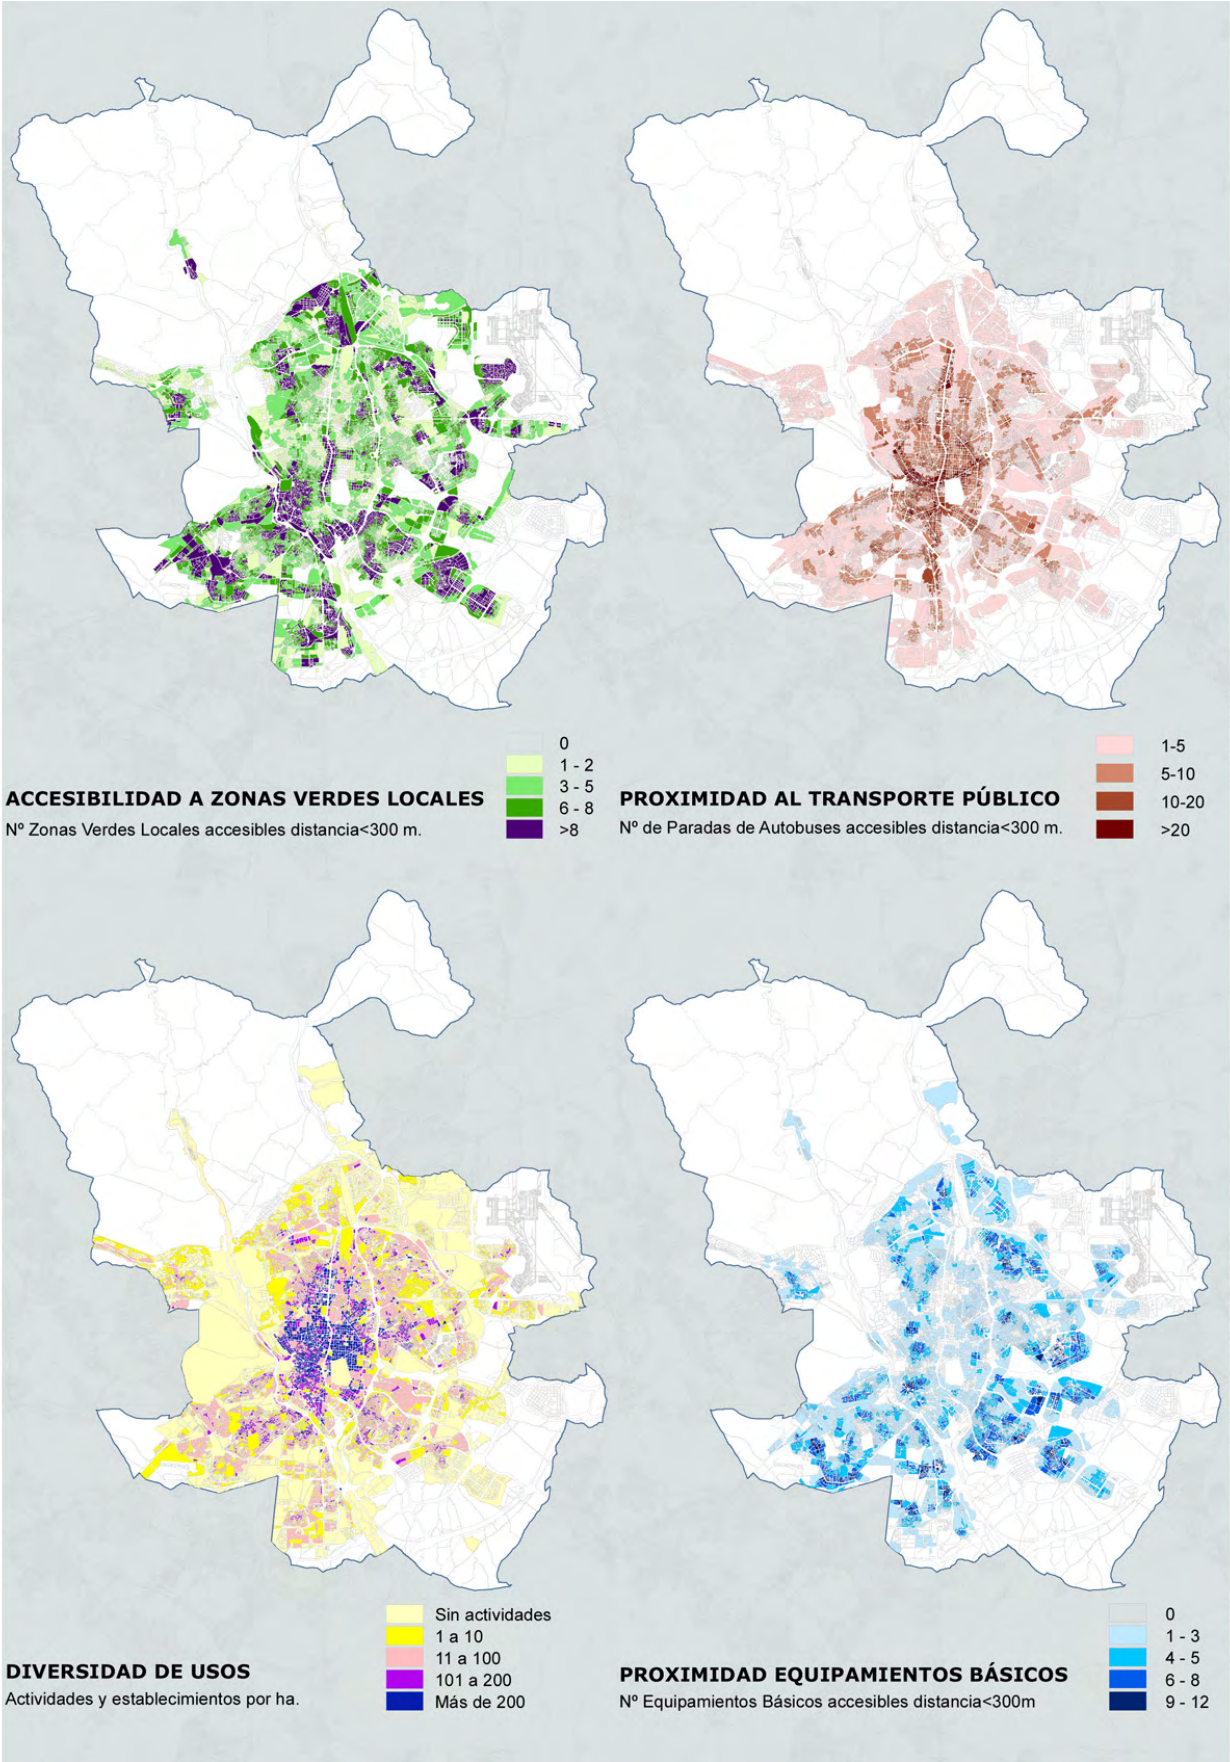 0
1 - 2
3 - 5
6 - 8
>8
ACCESIBILIDAD A ZONAS VERDES LOCALES
Nº Zonas Verdes Locales accesibles distancia<300 m.
1-5
5-10
10-20
>20
PROXIMIDAD AL TRANSPORTE PÚBLICO
Nº de Paradas de Autobuses accesibles distancia<300 m.
Sin actividades
1 a 10
11 a 100
101 a 200
Más de 200
DIVERSIDAD DE USOS
Actividades y establecimientos por ha.
0
1 - 3
4 - 5
6 - 8
9 - 12
PROXIMIDAD EQUIPAMIENTOS BÁSICOS
Nº Equipamientos Básicos accesibles distancia<300m